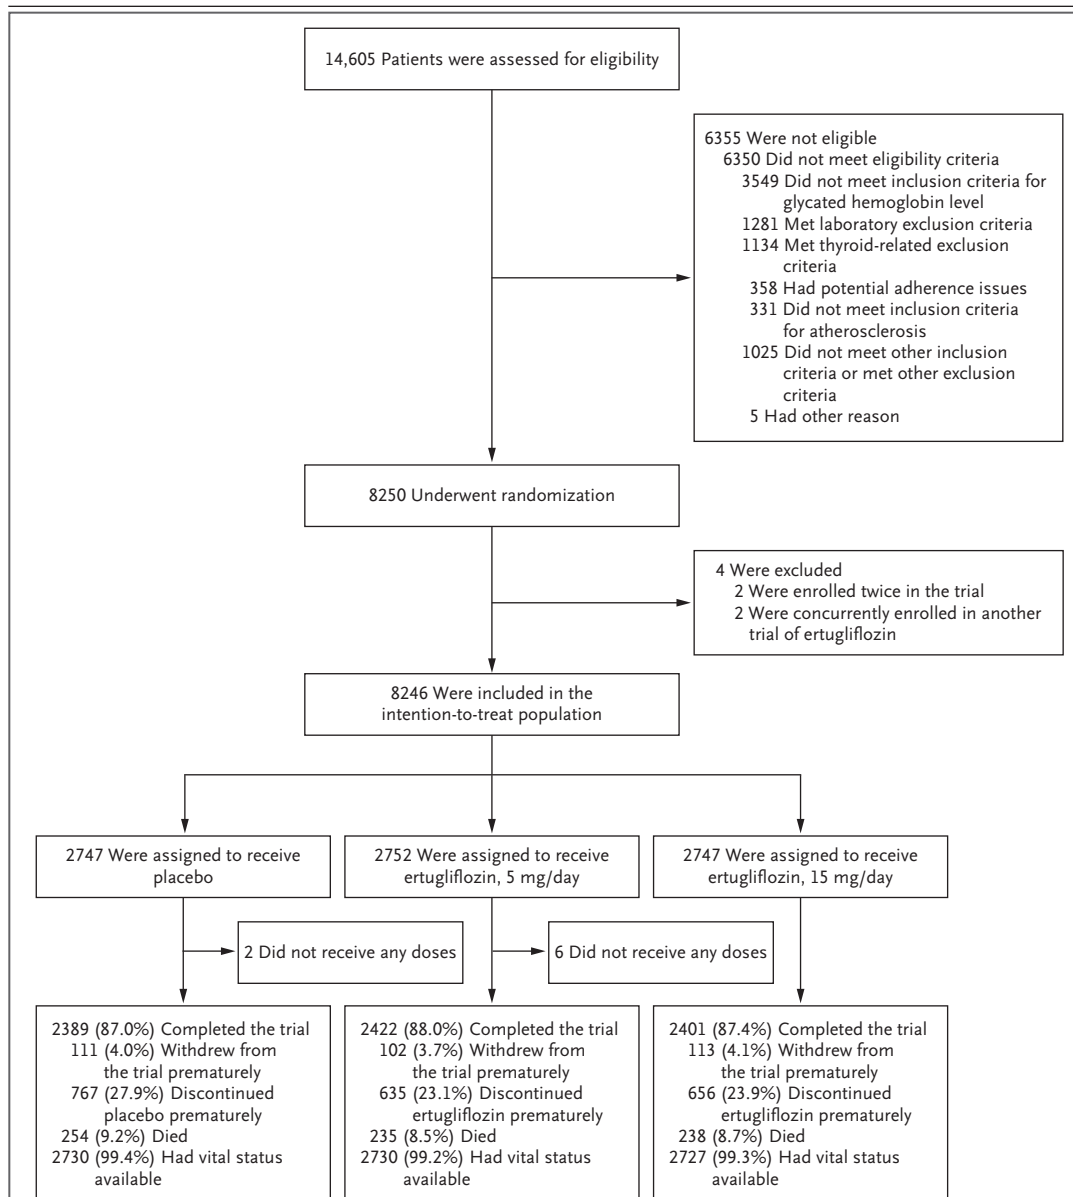 14,605 Patients were assessed for eligibility
6355 Were not eligible
6350 Did not meet eligibility criteria
3549 Did not meet inclusion criteria for
glycated hemoglobin level
1281 Met laboratory exclusion criteria
1134 Met thyroid-related exclusion
criteria
358 Had potential adherence issues
331 Did not meet inclusion criteria
for atherosclerosis
1025 Did not meet other inclusion
criteria or met other exclusion
criteria
5 Had other reason
8250 Underwent randomization
4 Were excluded
2 Were enrolled twice in the trial
2 Were concurrently enrolled in another
trial of ertugliflozin
8246 Were included in the
intention-to-treat population
2747 Were assigned to receive
placebo
2752 Were assigned to receive
ertugliflozin, 5 mg/day
2747 Were assigned to receive
ertugliflozin, 15 mg/day
2 Did not receive any doses
6 Did not receive any doses
2389 (87.0%) Completed the trial
111 (4.0%) Withdrew from
the trial prematurely
767 (27.9%) Discontinued
placebo prematurely
254 (9.2%) Died
2730 (99.4%) Had vital status
available
2422 (88.0%) Completed the trial
102 (3.7%) Withdrew from
the trial prematurely
635 (23.1%) Discontinued
ertugliflozin prematurely
235 (8.5%) Died
2730 (99.2%) Had vital status
available
2401 (87.4%) Completed the trial
113 (4.1%) Withdrew from
the trial prematurely
656 (23.9%) Discontinued
ertugliflozin prematurely
238 (8.7%) Died
2727 (99.3%) Had vital status
available